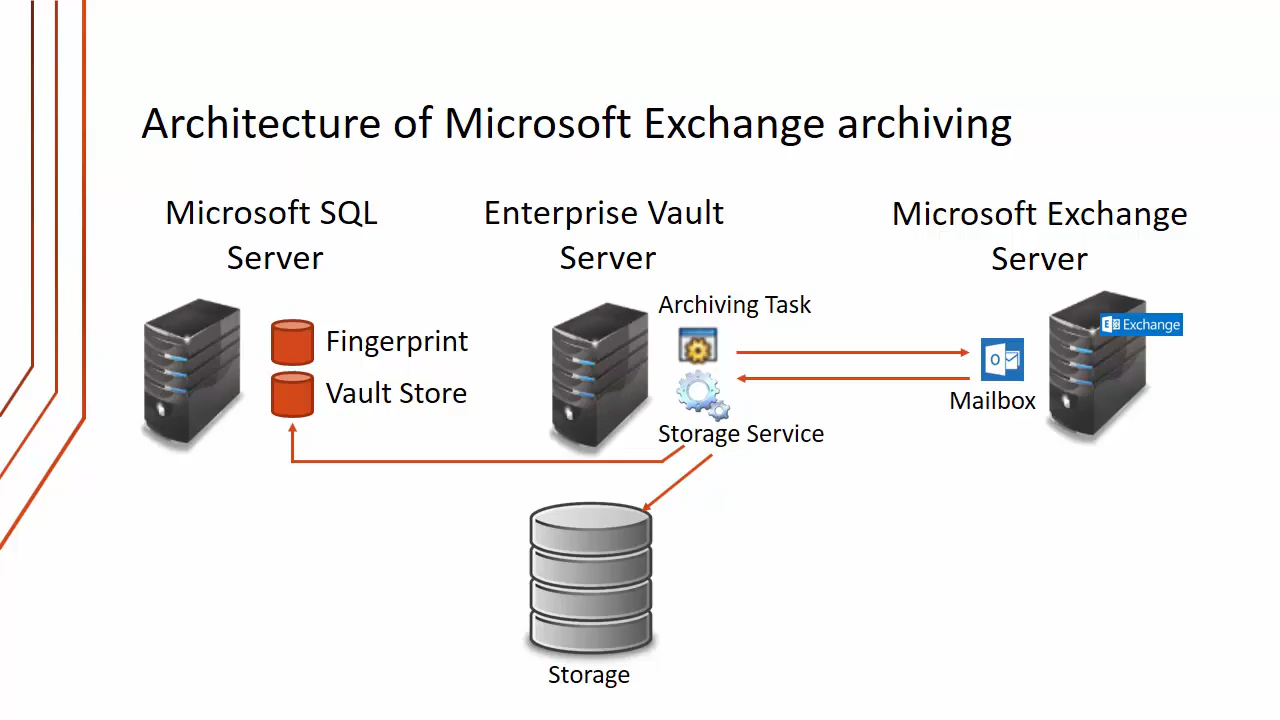 Architecture of Microsoft Exchange archiving
Microsoft SQL
Server
Enterprise Vault
Server
Microsoft Exchange
Server
Fingerprint
Vault Store
Archiving Task
Storage Service
Exchange
Mailbox
Storage